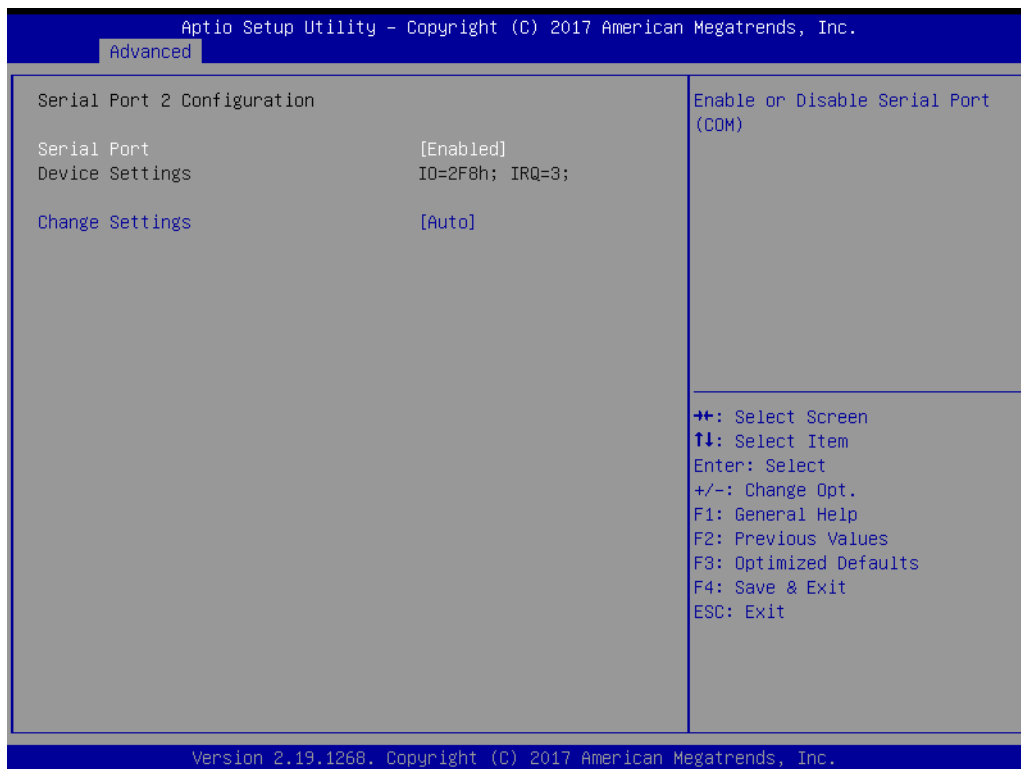 Aptio Setup Utility – Copyright (C) 2017 American Megatrends, Inc.
Advanced
Serial Port 2 Configuration
Serial Port [Enabled]
Device Settings IO=2F8h; IRQ=3;
Change Settings [Auto]
Enable or Disable Serial Port
(COM)
→←: Select Screen
↑↓: Select Item
Enter: Select
+/-: Change Opt.
F1: General Help
F2: Previous Values
F3: Optimized Defaults
F4: Save & Exit
ESC: Exit
Version 2.19.1268. Copyright (C) 2017 American Megatrends, Inc.